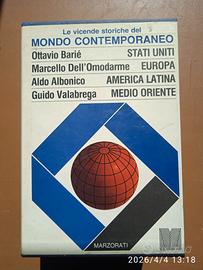 Le vicende storiche del
MONDO CONTEMPORANEO
Ottavio Barié STATI UNITI
Marcello Dell'Omodarme EUROPA
Aldo Albonico AMERICA LATINA
Guido Valabrega MEDIO ORIENTE
MARZORATI
2026/4/4 13:18